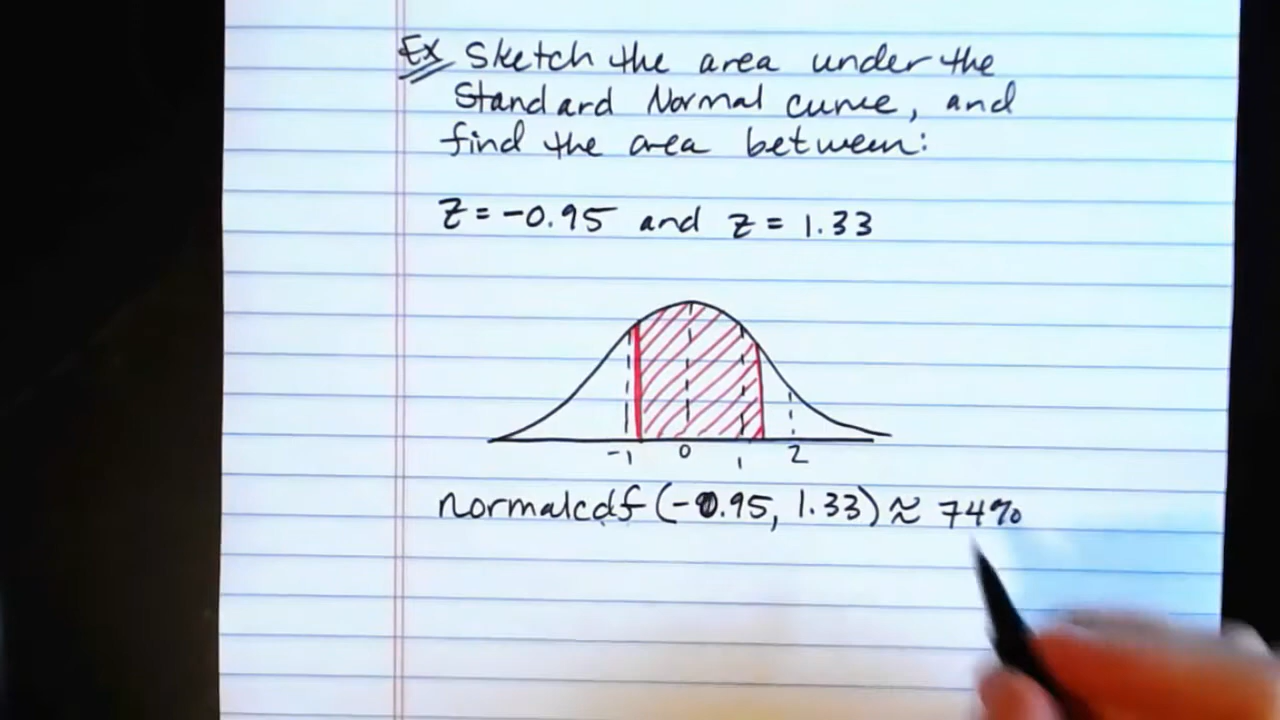 Ex Sketch the area under the
Standard Normal curve, and
find the area between:
Z = -0.95 and z = 1.33
-1 0 1 2
normalcdf (-0.95, 1.33) ≈ 74%